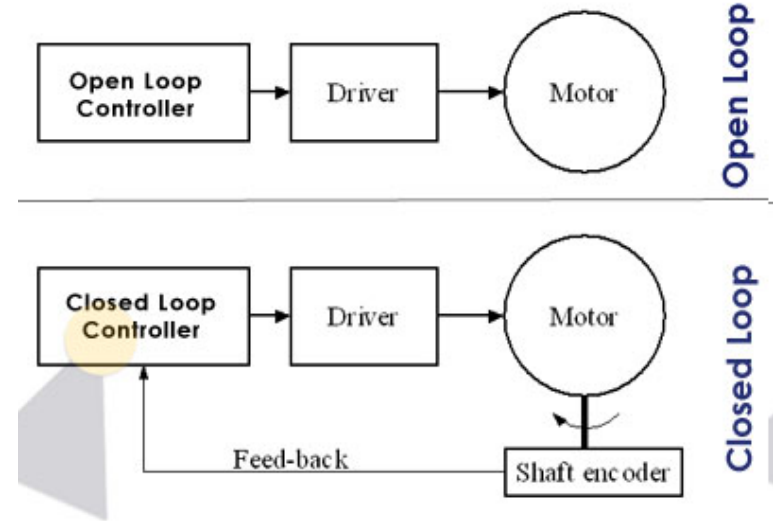 Open Loop
Controller
Driver
Motor
Open Loop
Closed Loop
Controller
Driver
Motor
Closed Loop
Feed-back
Shaft encoder